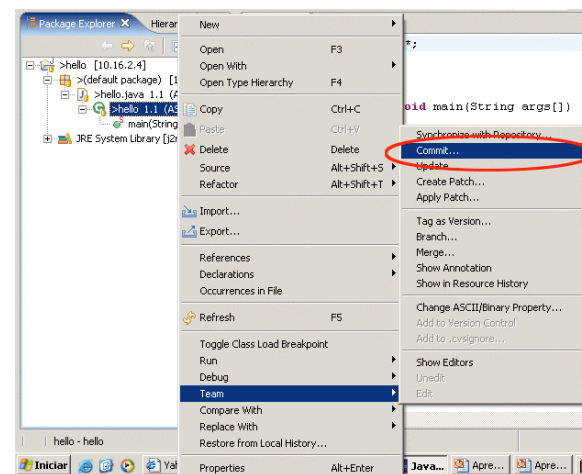 Package Explorer
Hierar
>hello [10.16.2.4]
>(default package) [1
>hello.java 1.1 (A
>hello 1.1 (AS
main(String
JRE System Library [j2r
*;
oid main(String args[])
New
Open F3
Open With
Open Type Hierarchy F4
Copy Ctrl+C
Paste Ctrl+V
Delete Delete
Source Alt+Shift+S
Refactor Alt+Shift+T
Import...
Export...
References
Declarations
Occurrences in File
Refresh F5
Toggle Class Load Breakpoint
Run
Debug
Team
Compare With
Replace With
Restore from Local History...
Properties Alt+Enter
Synchronize with Repository...
Commit...
Update
Create Patch...
Apply Patch...
Tag as Version...
Branch...
Merge...
Show Annotation
Show in Resource History
Change ASCII/Binary Property...
Add to Version Control
Add to .cvsignore...
Show Editors
Unedit
Edit
hello - hello
Iniciar
Yal
Java...
Apre...
Apre...